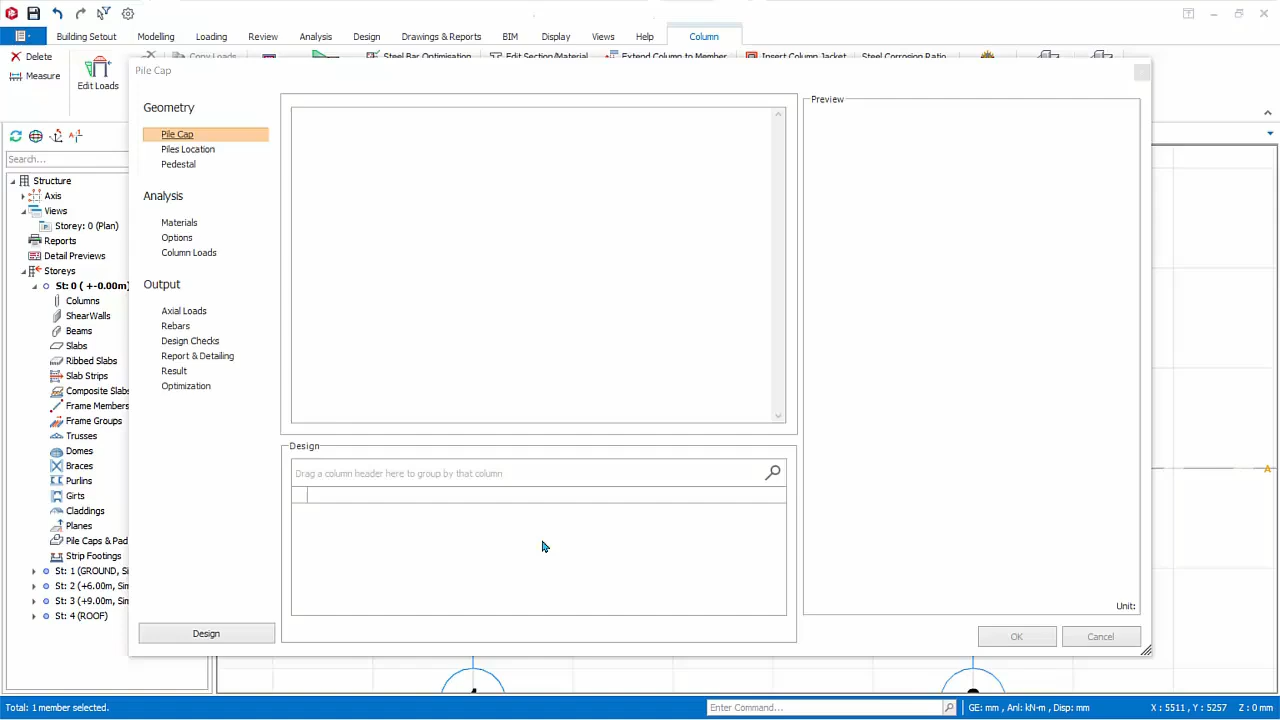 Building Setout
Modelling
Loading
Review
Analysis
Design
Drawings & Reports
BIM
Display
Views
Help
Column
Delete
Measure
Edit Loads
Copy Loads
Steel Bar Optimisation
Edit Section/Material
Extend Column to Member
Insert Column Jacket
Steel Corrosion Ratio
Pile Cap
Search...
Structure
Axis
Views
Storey: 0 (Plan)
Reports
Detail Previews
Storeys
St: 0 ( +-0.00m)
Columns
ShearWalls
Beams
Slabs
Ribbed Slabs
Slab Strips
Composite Slabs
Frame Members
Frame Groups
Trusses
Domes
Braces
Purlins
Girts
Claddings
Planes
Pile Caps & Pad
Strip Footings
St: 1 (GROUND, Si
St: 2 (+6.00m, Sim
St: 3 (+9.00m, Sim
St: 4 (ROOF)
Geometry
Pile Cap
Piles Location
Pedestal
Analysis
Materials
Options
Column Loads
Output
Axial Loads
Rebars
Design Checks
Report & Detailing
Result
Optimization
Design
Design
Drag a column header here to group by that column
Preview
Unit:
OK
Cancel
A
Total: 1 member selected.
Enter Command...
GE: mm , Anl: kN-m , Disp: mm
X : 5511 , Y : 5257 Z : 0 mm